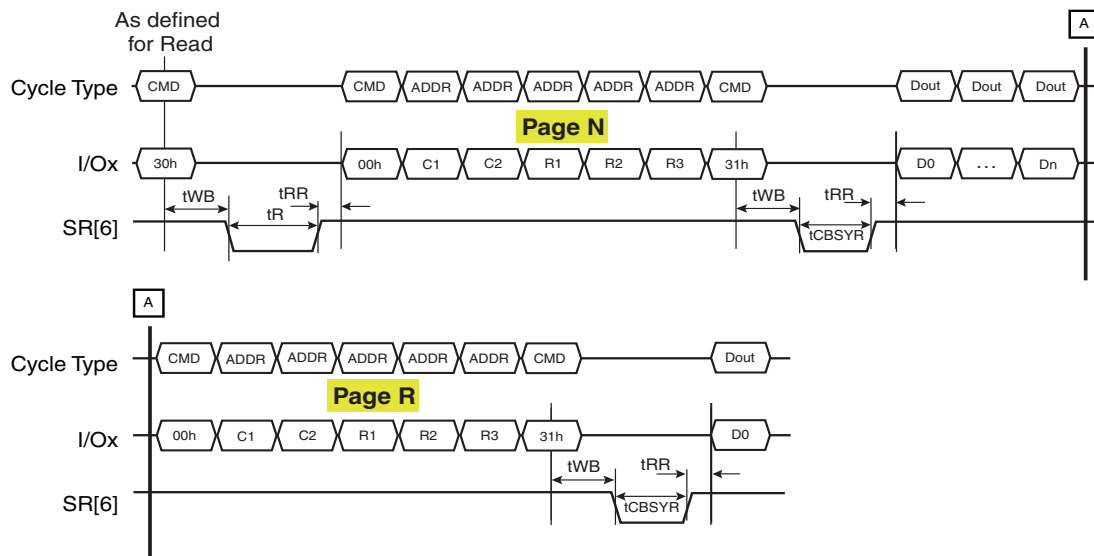 As defined
for Read
A
Cycle Type CMD CMD ADDR ADDR ADDR ADDR ADDR CMD Dout Dout Dout
Page N
I/Ox 30h 00h C1 C2 R1 R2 R3 31h D0 ... Dn
tWB tR tRR tWB tCBSYR tRR
SR[6]
A
Cycle Type CMD ADDR ADDR ADDR ADDR ADDR CMD Dout
Page R
I/Ox 00h C1 C2 R1 R2 R3 31h D0
tWB tRR
tCBSYR
SR[6]